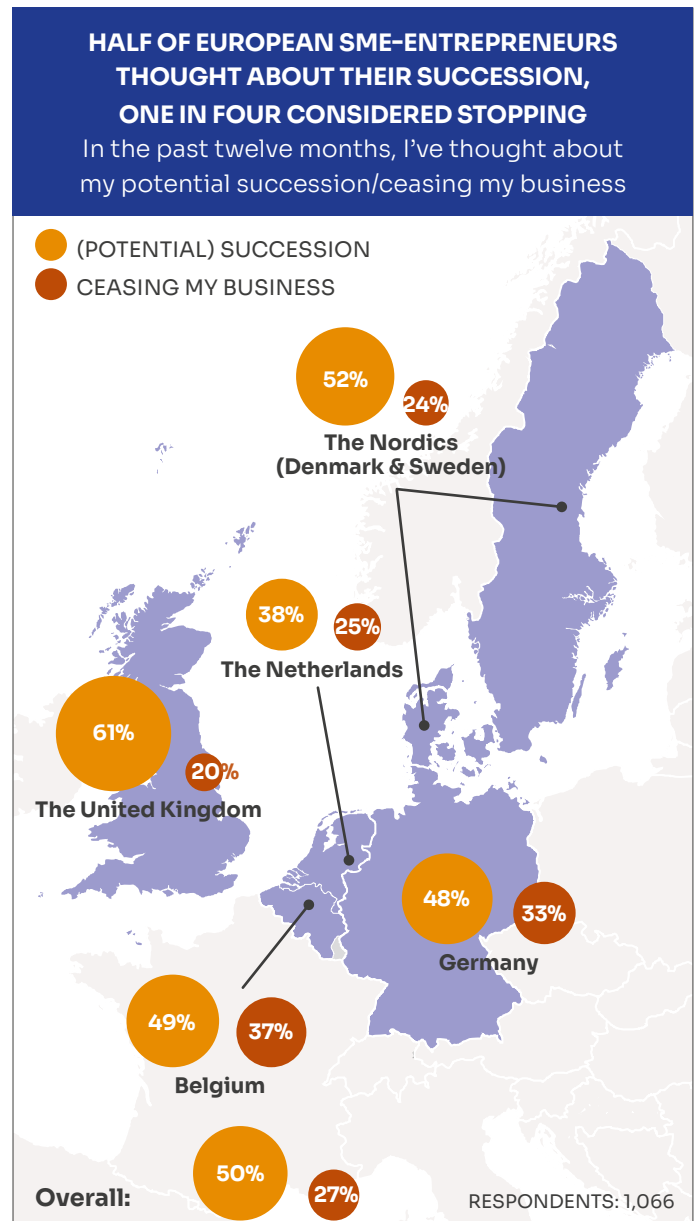 HALF OF EUROPEAN SME-ENTREPRENEURS
THOUGHT ABOUT THEIR SUCCESSION,
ONE IN FOUR CONSIDERED STOPPING
In the past twelve months, I've thought about
my potential succession/ceasing my business
(POTENTIAL) SUCCESSION
CEASING MY BUSINESS
52%
24%
The Nordics
(Denmark & Sweden)
38%
25%
The Netherlands
61%
20%
The United Kingdom
48%
33%
Germany
49%
37%
Belgium
50%
27%
Overall:
RESPONDENTS: 1,066